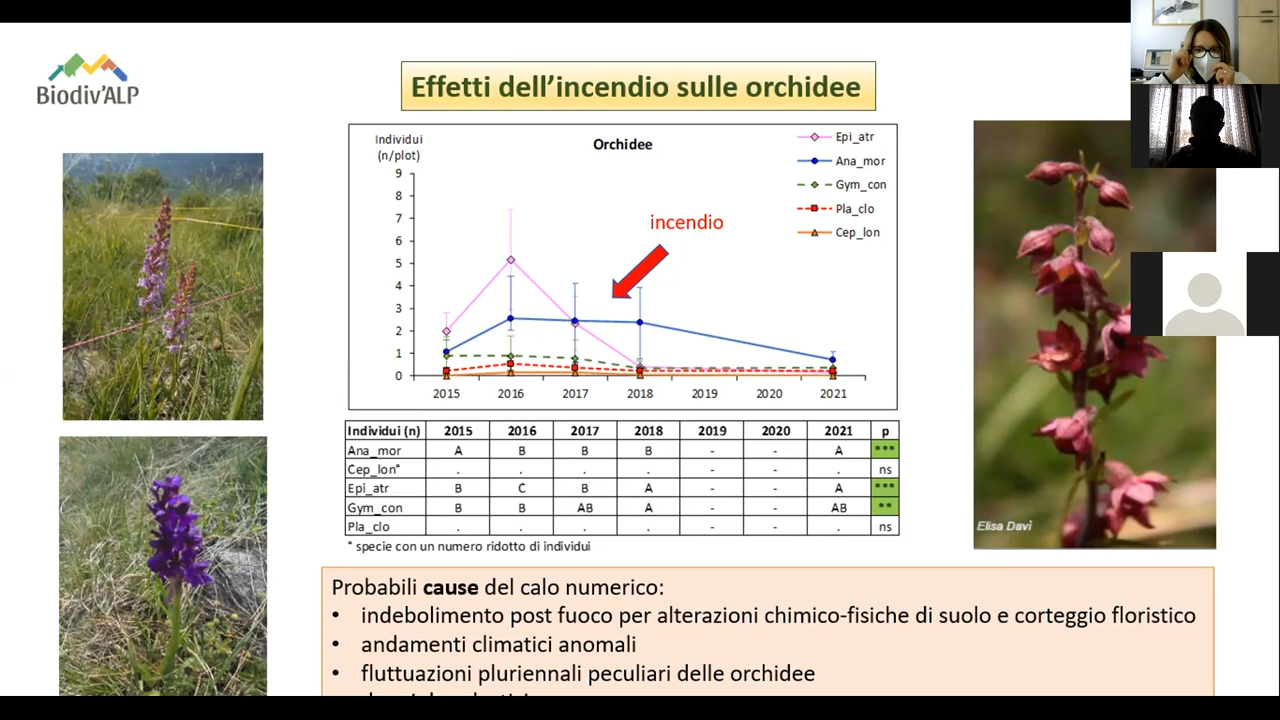 Biodiv'ALP
Effetti dell'incendio sulle orchidee
Individui
(n/plot)
Orchidee
Epi_atr
Ana_mor
Gym_con
Pla_clo
Cep_lon
incendio
9
8
7
6
5
4
3
2
1
0
2015 2016 2017 2018 2019 2020 2021
Individui (n) 2015 2016 2017 2018 2019 2020 2021 p
Ana_mor A B B B - - A ***
Cep_lon* . . . . - - . ns
Epi_atr B C B A - - A ***
Gym_con B B AB A - - AB **
Pla_clo . . . . - - . ns
* specie con un numero ridotto di individui
Elisa Davì
Probabili cause del calo numerico:
• indebolimento post fuoco per alterazioni chimico-fisiche di suolo e corteggio floristico
• andamenti climatici anomali
• fluttuazioni pluriennali peculiari delle orchidee